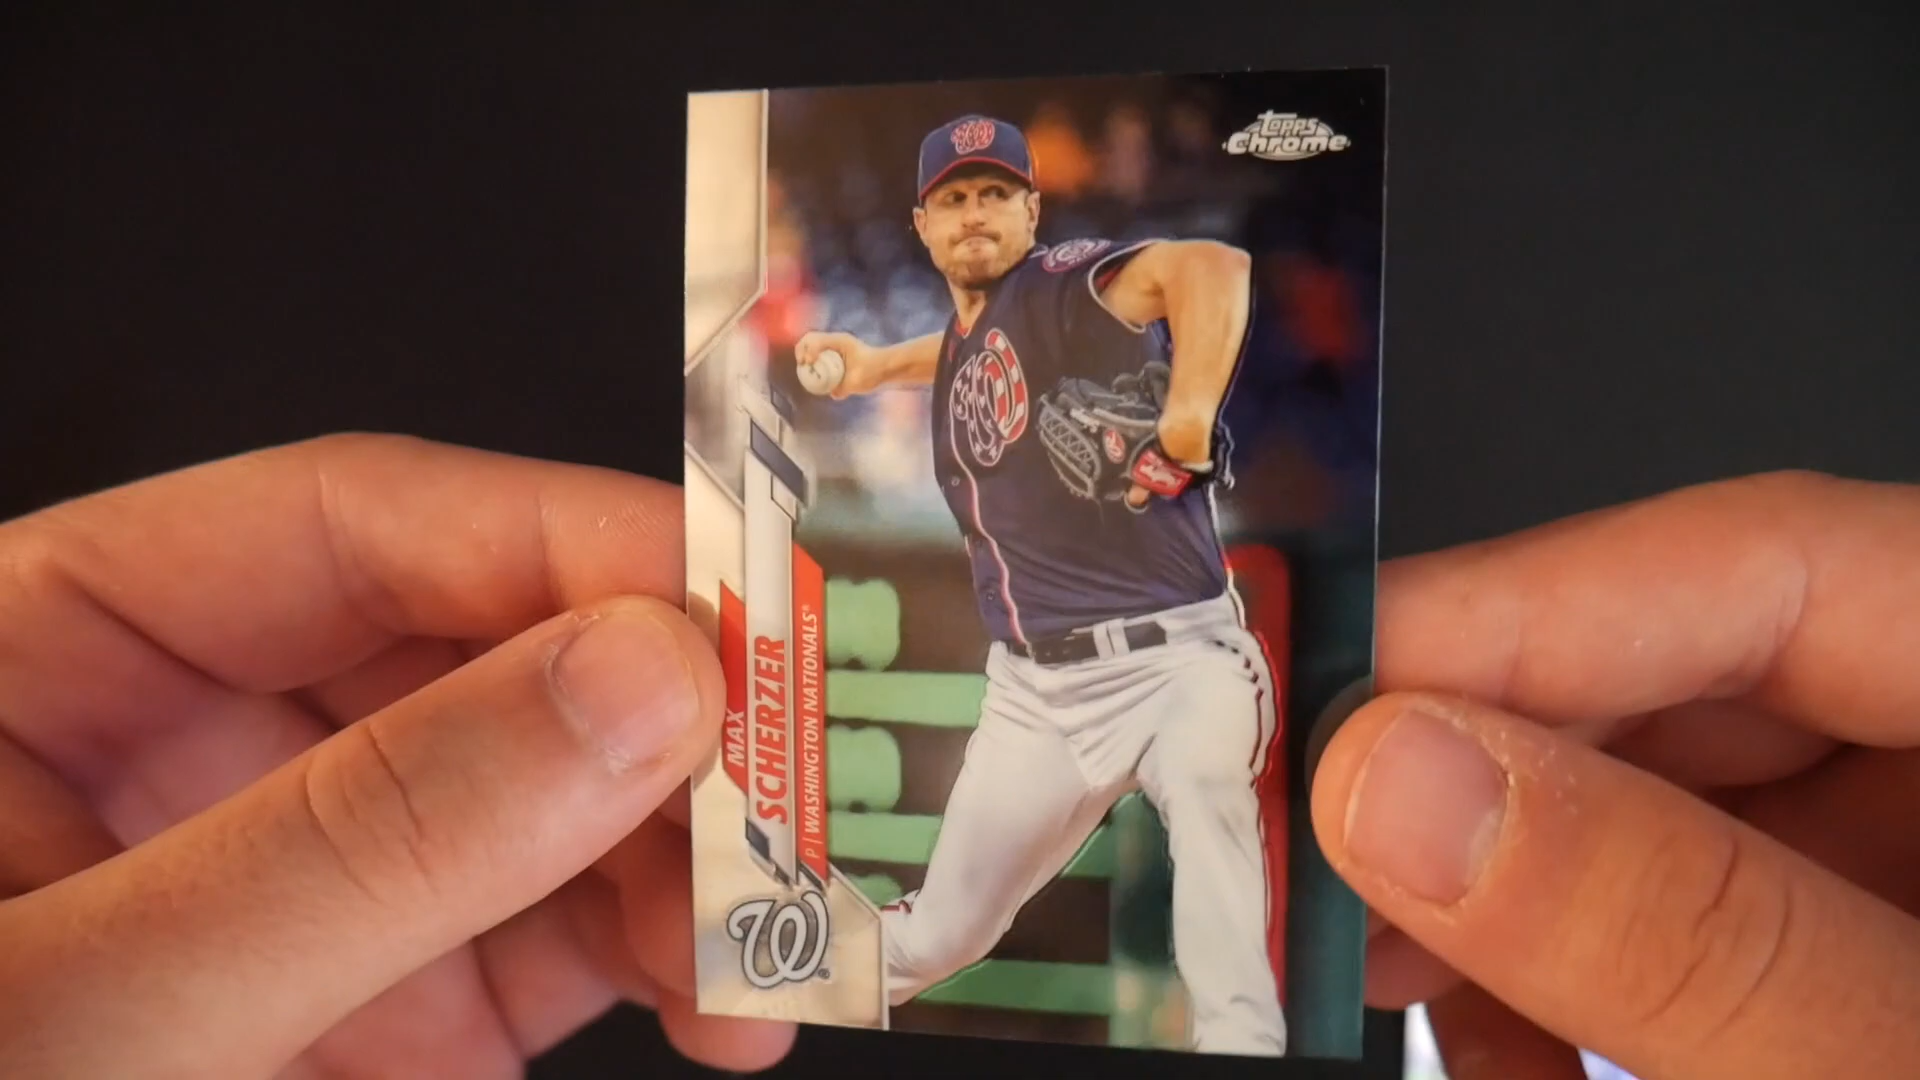 Topps
Chrome
MAX
SCHERZER
P | WASHINGTON NATIONALS®
W®